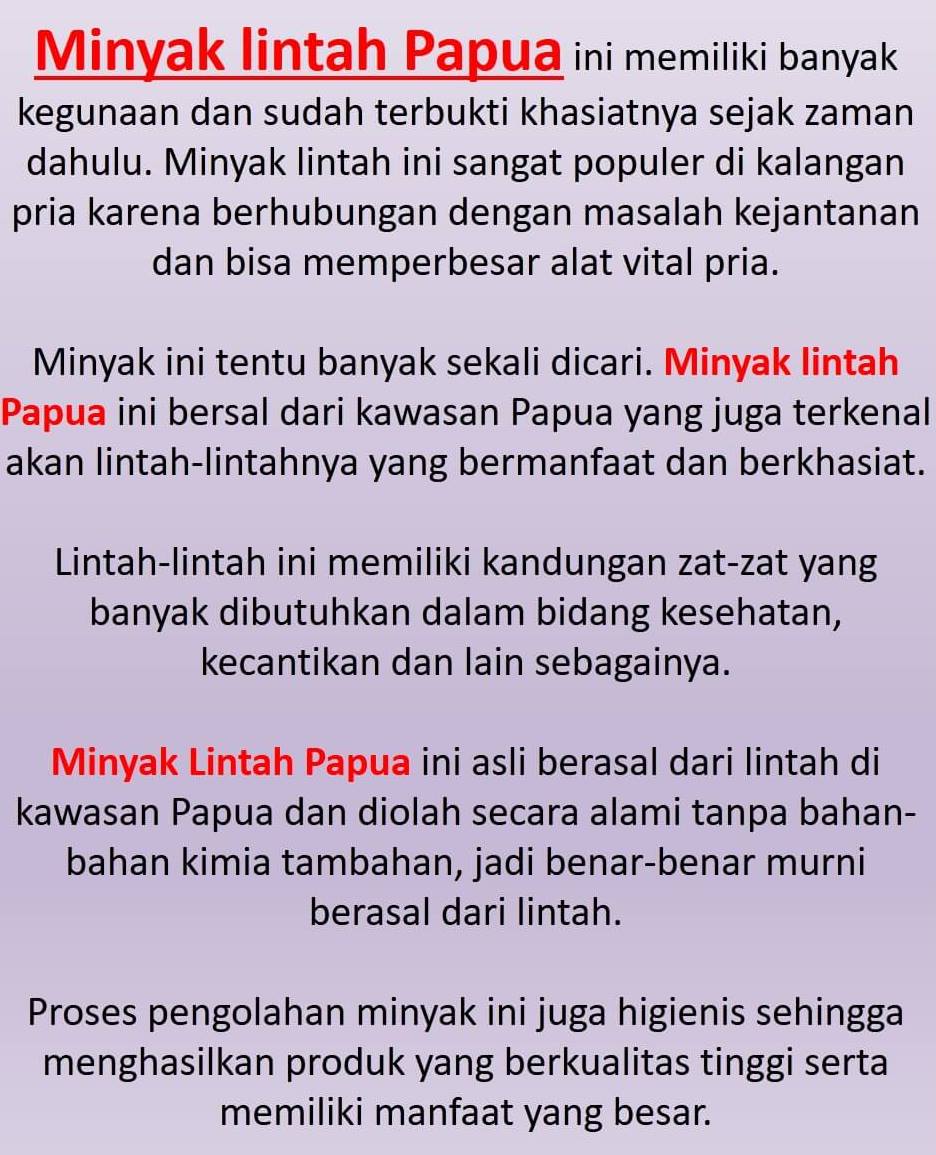 Minyak lintah Papua ini memiliki banyak
kegunaan dan sudah terbukti khasiatnya sejak zaman
dahulu. Minyak lintah ini sangat populer di kalangan
pria karena berhubungan dengan masalah kejantanan
dan bisa memperbesar alat vital pria.
Minyak ini tentu banyak sekali dicari. Minyak lintah
Papua ini bersal dari kawasan Papua yang juga terkenal
akan lintah-lintahnya yang bermanfaat dan berkhasiat.
Lintah-lintah ini memiliki kandungan zat-zat yang
banyak dibutuhkan dalam bidang kesehatan,
kecantikan dan lain sebagainya.
Minyak Lintah Papua ini asli berasal dari lintah di
kawasan Papua dan diolah secara alami tanpa bahan-
bahan kimia tambahan, jadi benar-benar murni
berasal dari lintah.
Proses pengolahan minyak ini juga higienis sehingga
menghasilkan produk yang berkualitas tinggi serta
memiliki manfaat yang besar.